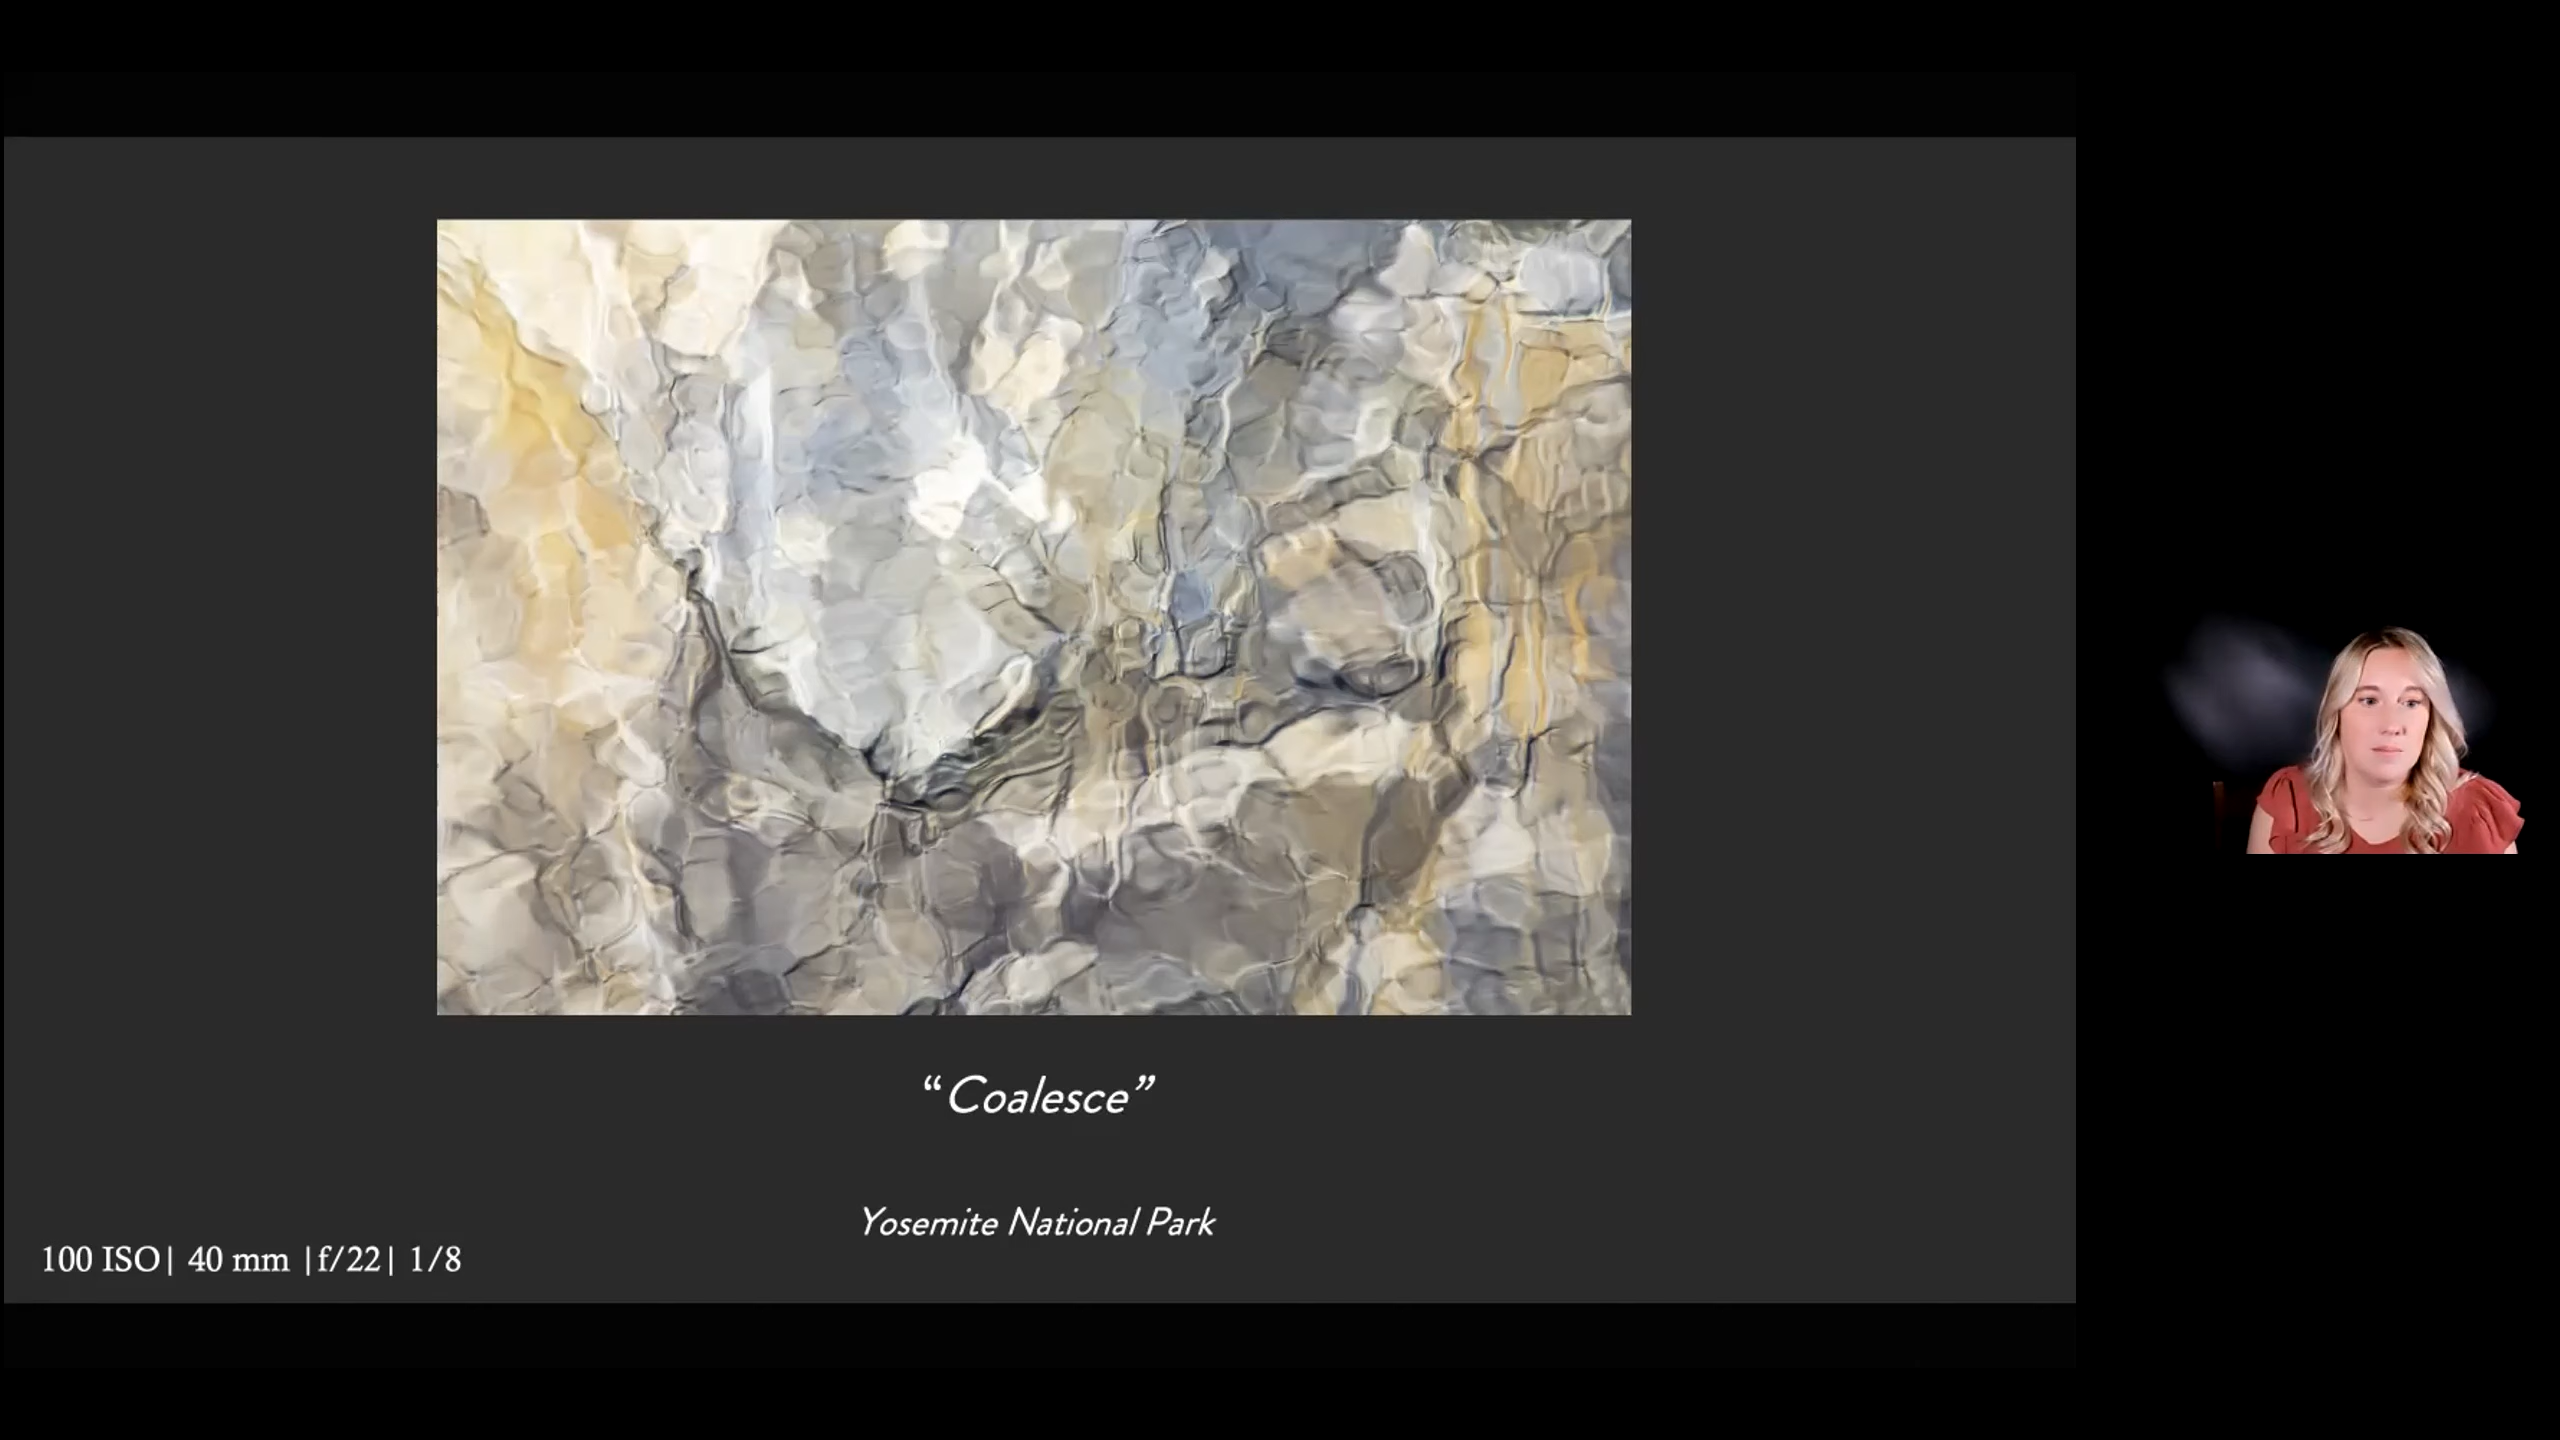 “Coalesce”
Yosemite National Park
100 ISO| 40 mm |f/22| 1/8